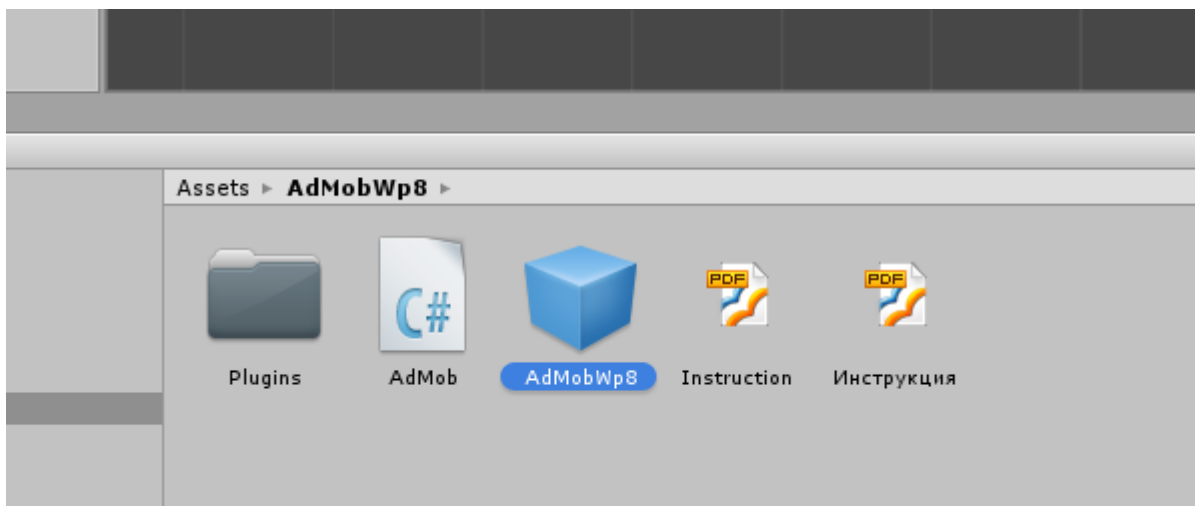 Assets ▸ AdMobWp8 ▸
PDF PDF
C#
Plugins AdMob AdMobWp8 Instruction Инструкция